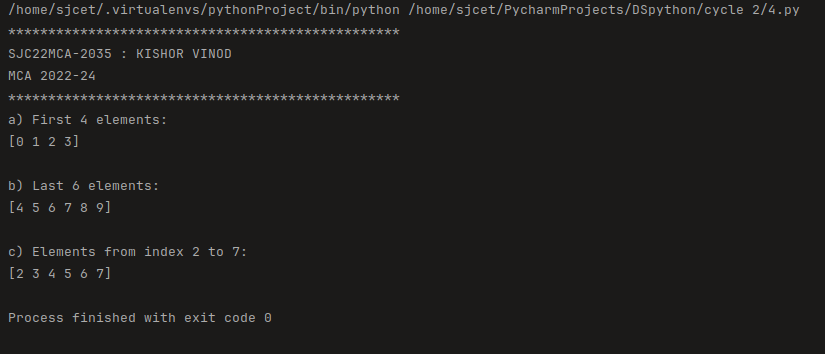 /home/sjcet/.virtualenvs/pythonProject/bin/python /home/sjcet/PycharmProjects/DSpython/cycle 2/4.py
*************************************************
SJC22MCA-2035 : KISHOR VINOD
MCA 2022-24
*************************************************
a) First 4 elements:
[0 1 2 3]
b) Last 6 elements:
[4 5 6 7 8 9]
c) Elements from index 2 to 7:
[2 3 4 5 6 7]
Process finished with exit code 0